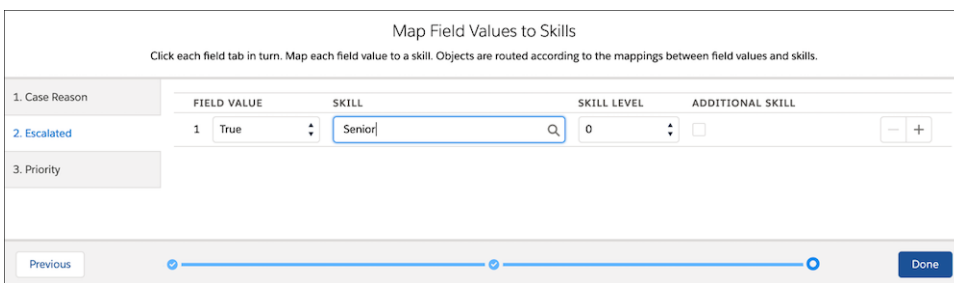 Map Field Values to Skills
Click each field tab in turn. Map each field value to a skill. Objects are routed according to the mappings between field values and skills.
1. Case Reason
2. Escalated
3. Priority
FIELD VALUE SKILL SKILL LEVEL ADDITIONAL SKILL
1 True Senior 0
Previous Done